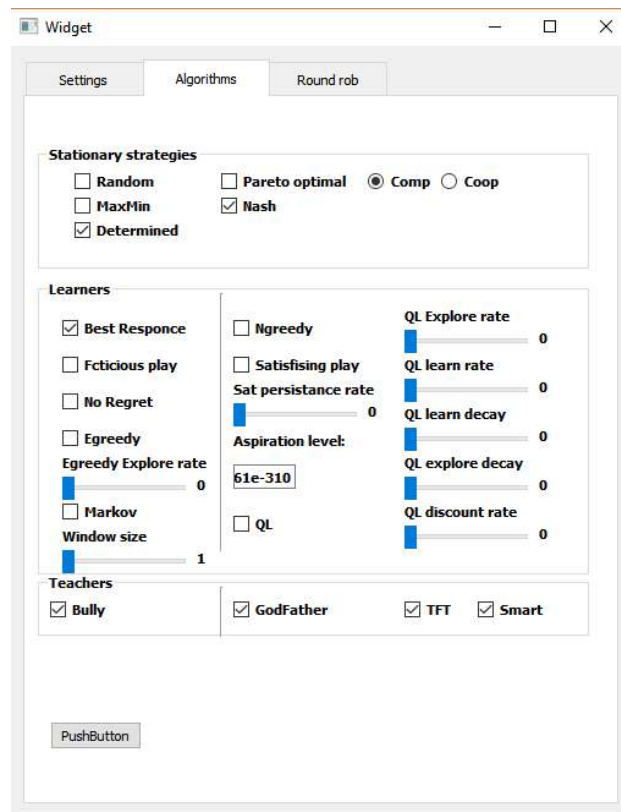 Widget
Settings Algorithms Round rob
Stationary strategies
Random Pareto optimal Comp Coop
MaxMin Nash
Determined
Learners
Best Responce Ngreedy QL Explore rate
0
Fcticious play Satisfising play QL learn rate
Sat persistance rate 0
No Regret 0 QL learn decay
Egreedy Aspiration level: 0
Egreedy Explore rate QL explore decay
0 61e-310 0
Markov QL QL discount rate
Window size 0
1
Teachers
Bully GodFather TFT Smart
PushButton